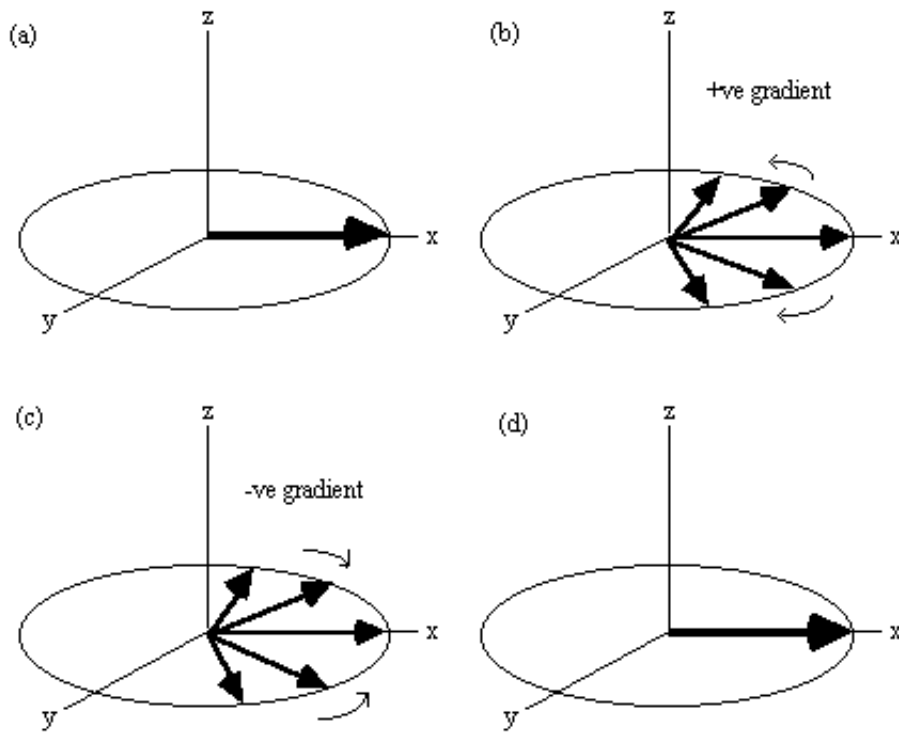 (a)
z
x
y
(b)
z
+ve gradient
x
y
(c)
z
-ve gradient
x
y
(d)
z
x
y